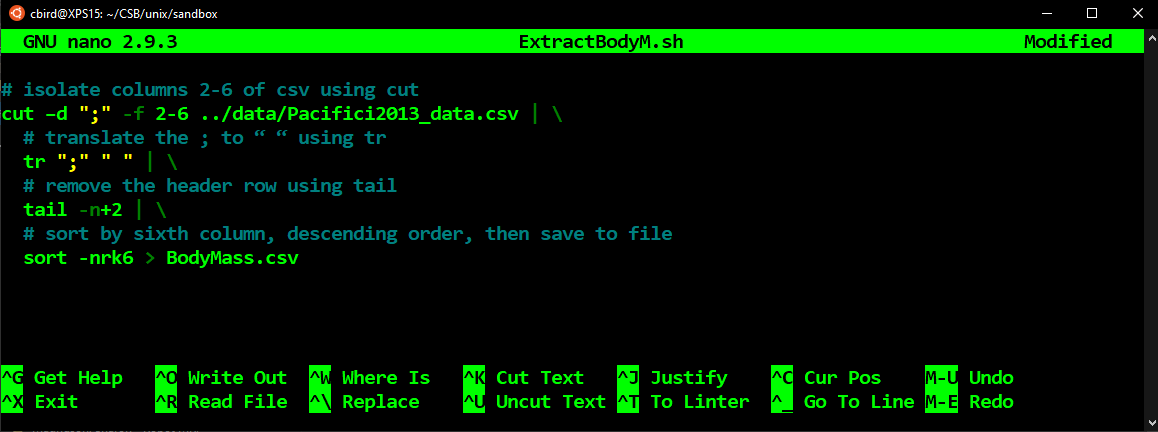 cbird@XPS15: ~/CSB/unix/sandbox
GNU nano 2.9.3 ExtractBodyM.sh Modified
# isolate columns 2-6 of csv using cut
cut –d ";" -f 2-6 ../data/Pacifici2013_data.csv | \
# translate the ; to “ “ using tr
tr ";" " " | \
# remove the header row using tail
tail -n+2 | \
# sort by sixth column, descending order, then save to file
sort -nrk6 > BodyMass.csv
^G Get Help ^O Write Out ^W Where Is ^K Cut Text ^J Justify ^C Cur Pos M-U Undo
^X Exit ^R Read File ^\ Replace ^U Uncut Text ^T To Linter ^_ Go To Line M-E Redo